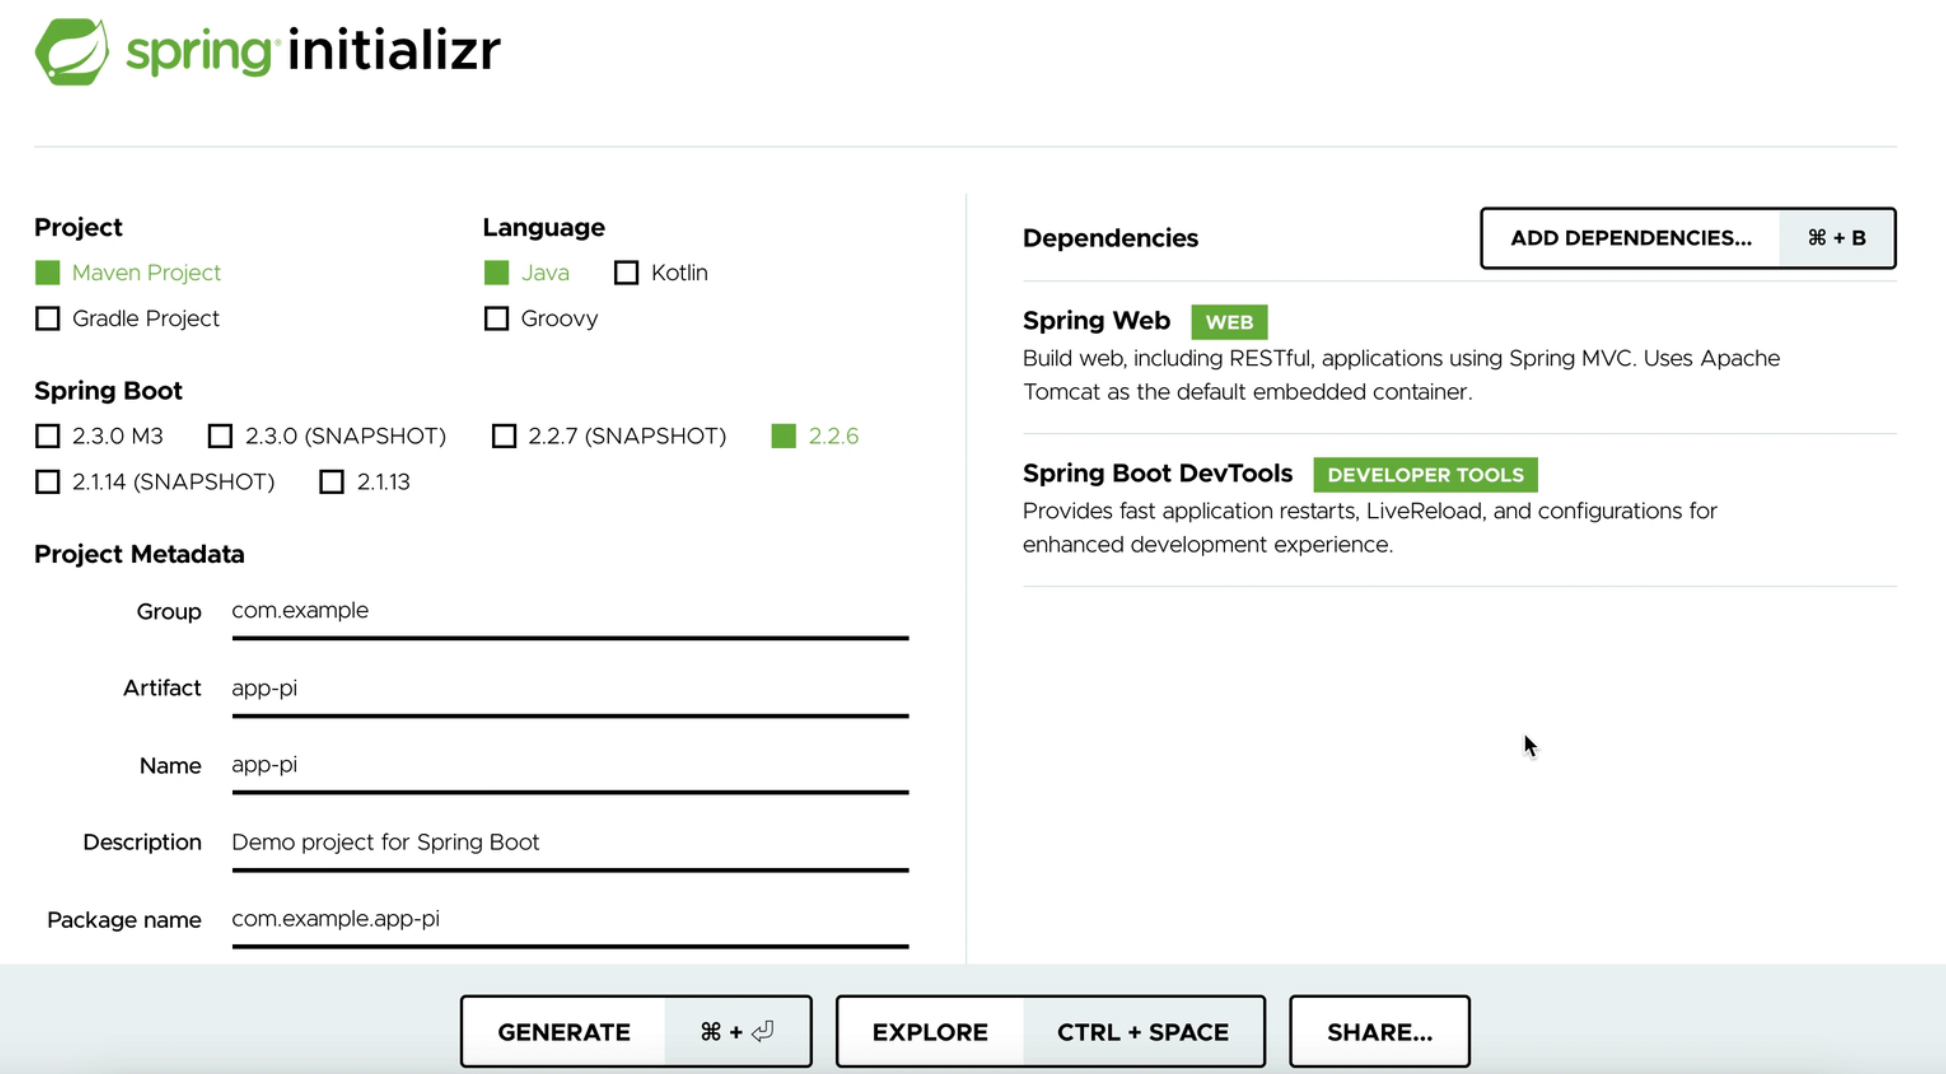 spring initializr
Project
Maven Project
Gradle Project
Language
Java Kotlin
Groovy
Spring Boot
2.3.0 M3 2.3.0 (SNAPSHOT) 2.2.7 (SNAPSHOT) 2.2.6
2.1.14 (SNAPSHOT) 2.1.13
Project Metadata
Group com.example
Artifact app-pi
Name app-pi
Description Demo project for Spring Boot
Package name com.example.app-pi
Dependencies
ADD DEPENDENCIES... ⌘ + B
Spring Web WEB
Build web, including RESTful, applications using Spring MVC. Uses Apache
Tomcat as the default embedded container.
Spring Boot DevTools DEVELOPER TOOLS
Provides fast application restarts, LiveReload, and configurations for
enhanced development experience.
GENERATE ⌘ + ⏎
EXPLORE CTRL + SPACE
SHARE...